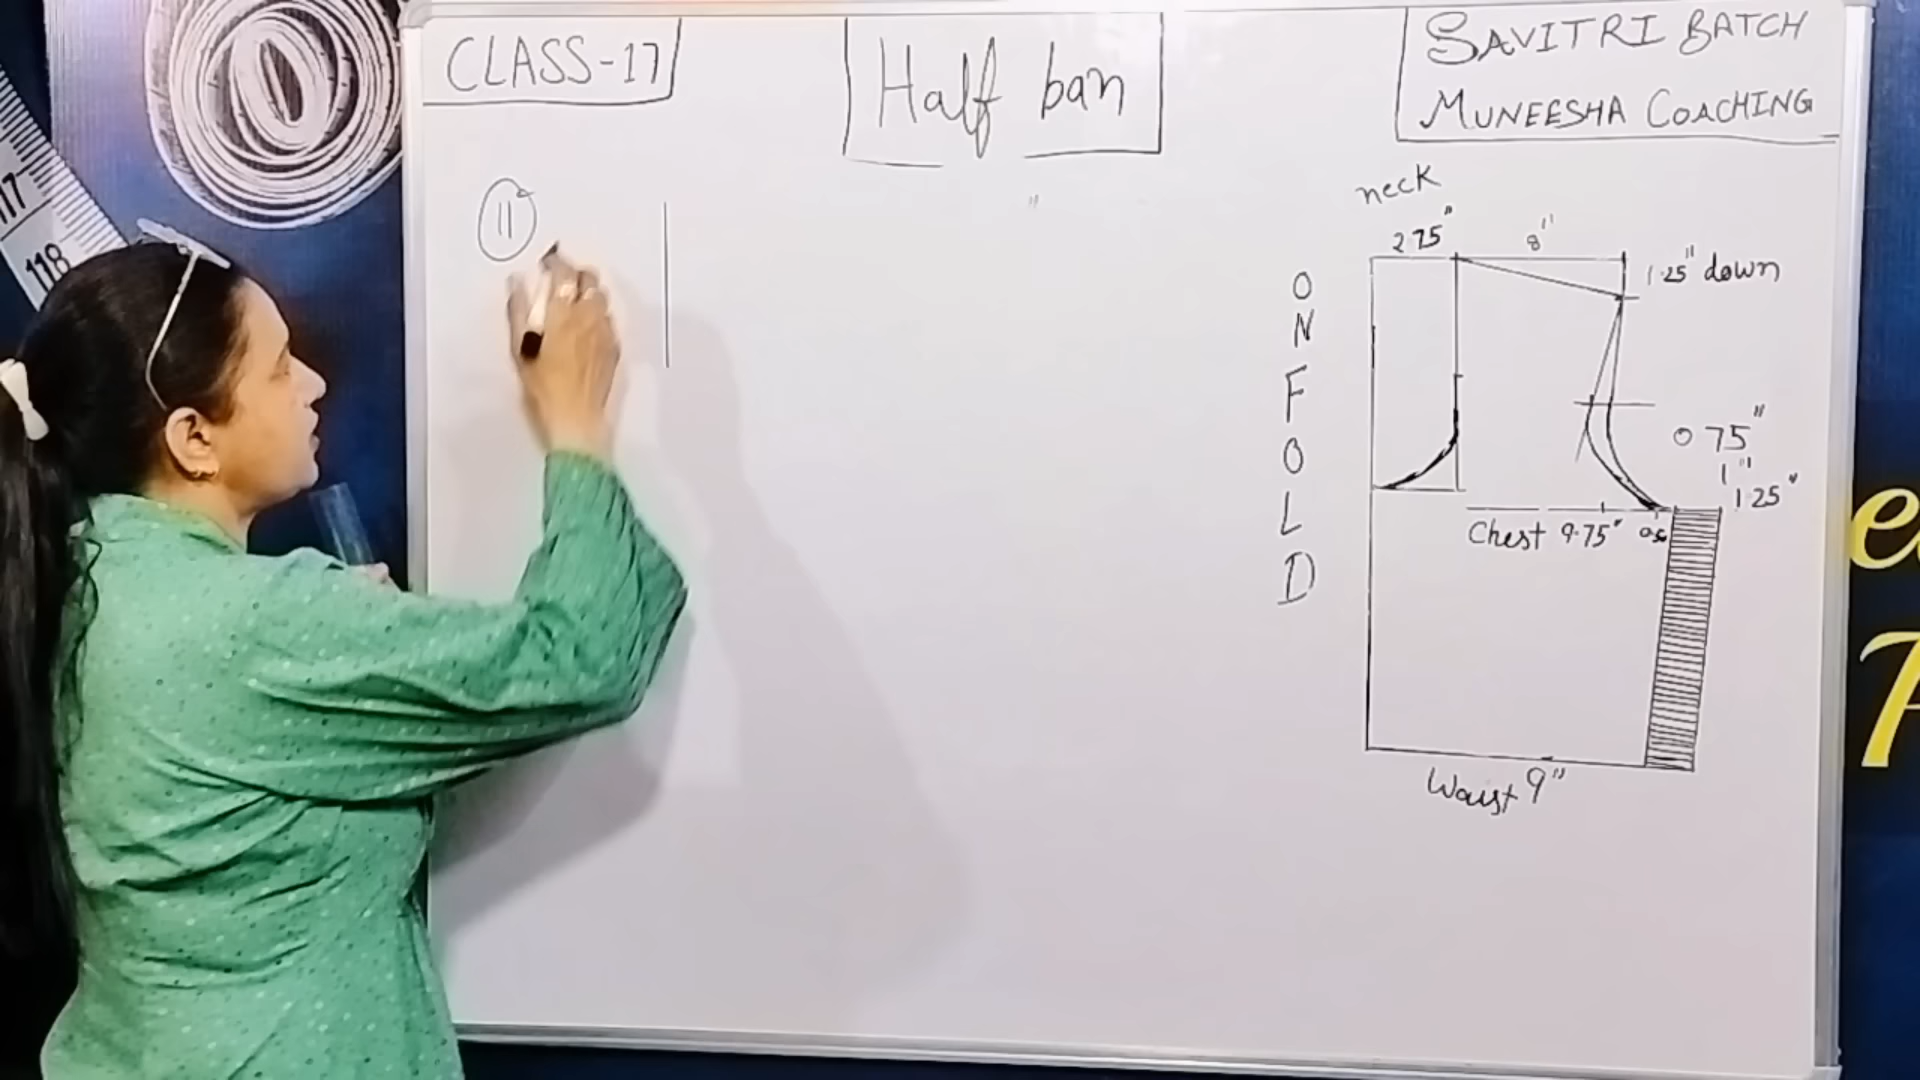 CLASS-17
Half ban
SAVITRI BATCH
MUNEESHA COACHING
117
118
11
neck
2.75"
8"
1.25" down
ON FOLD
0.75"
1"
1.25"
Chest 9.75"
Waist 9"